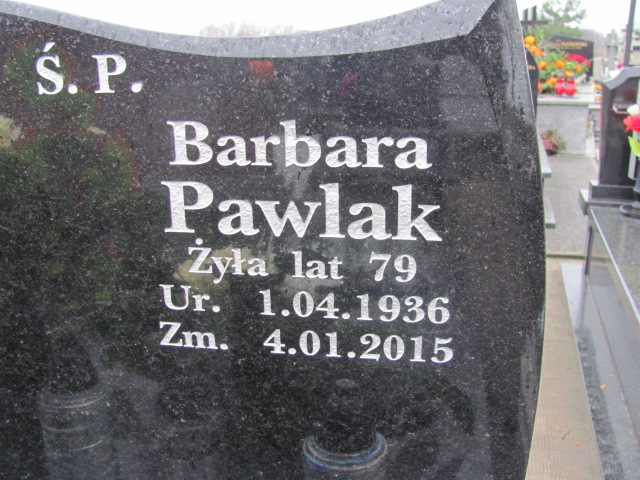 Ś. P.
Barbara
Pawlak
Żyła lat 79
Ur. 1.04.1936
Zm. 4.01.2015